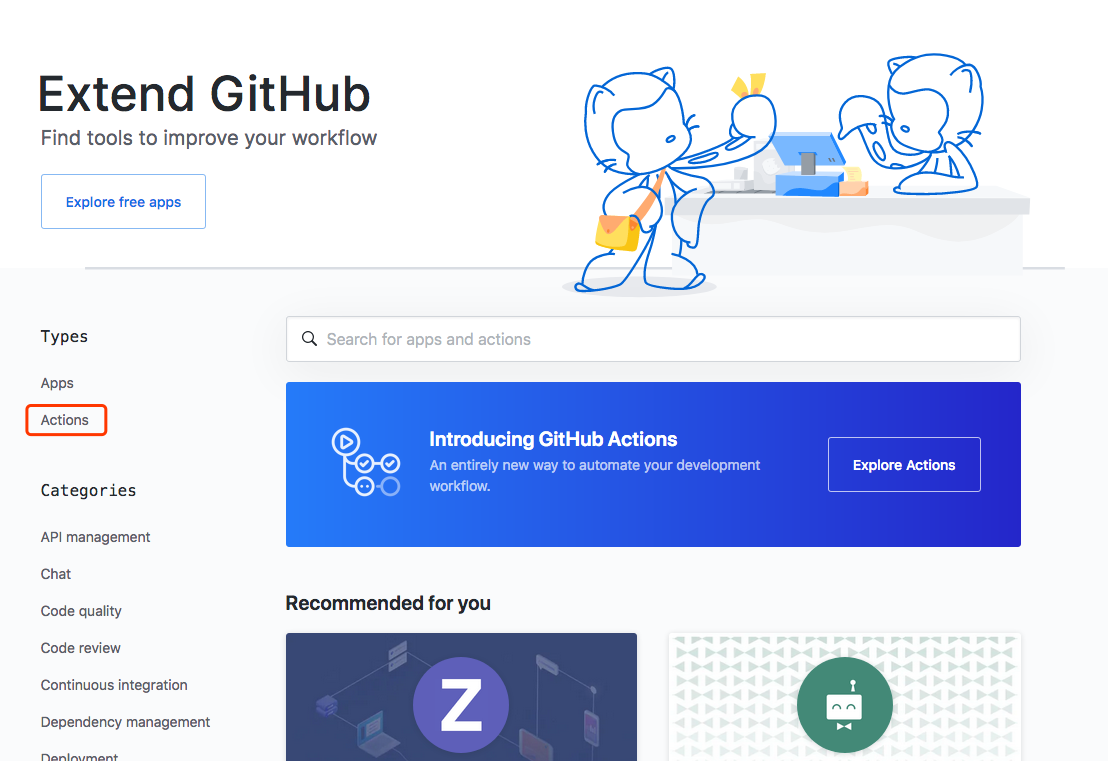 Extend GitHub
Find tools to improve your workflow
Explore free apps
Types
Apps
Actions
Categories
API management
Chat
Code quality
Code review
Continuous integration
Dependency management
Deployment
Search for apps and actions
Introducing GitHub Actions
An entirely new way to automate your development
workflow.
Explore Actions
Recommended for you
Z